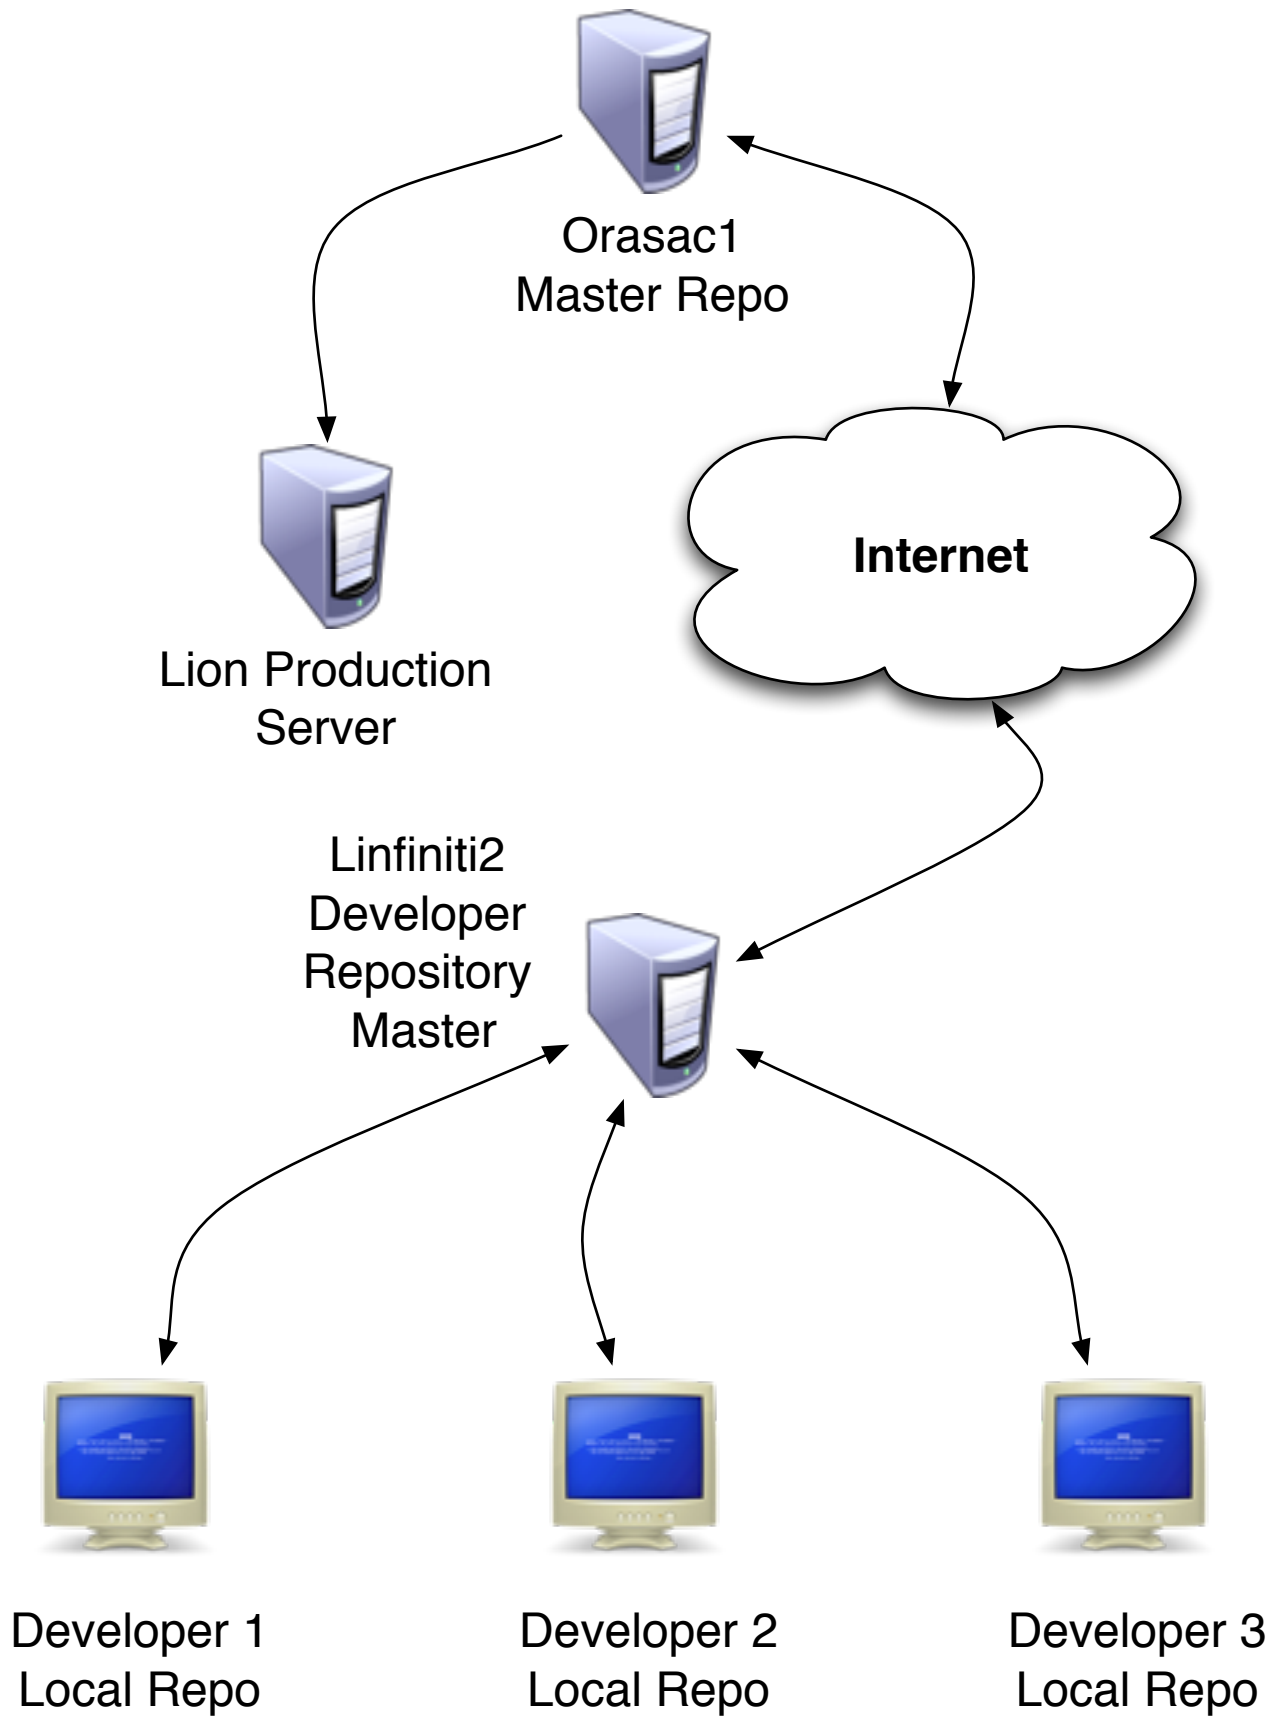 Orasac1
Master Repo
Internet
Lion Production
Server
Linfiniti2
Developer
Repository
Master
Developer 1
Local Repo
Developer 2
Local Repo
Developer 3
Local Repo